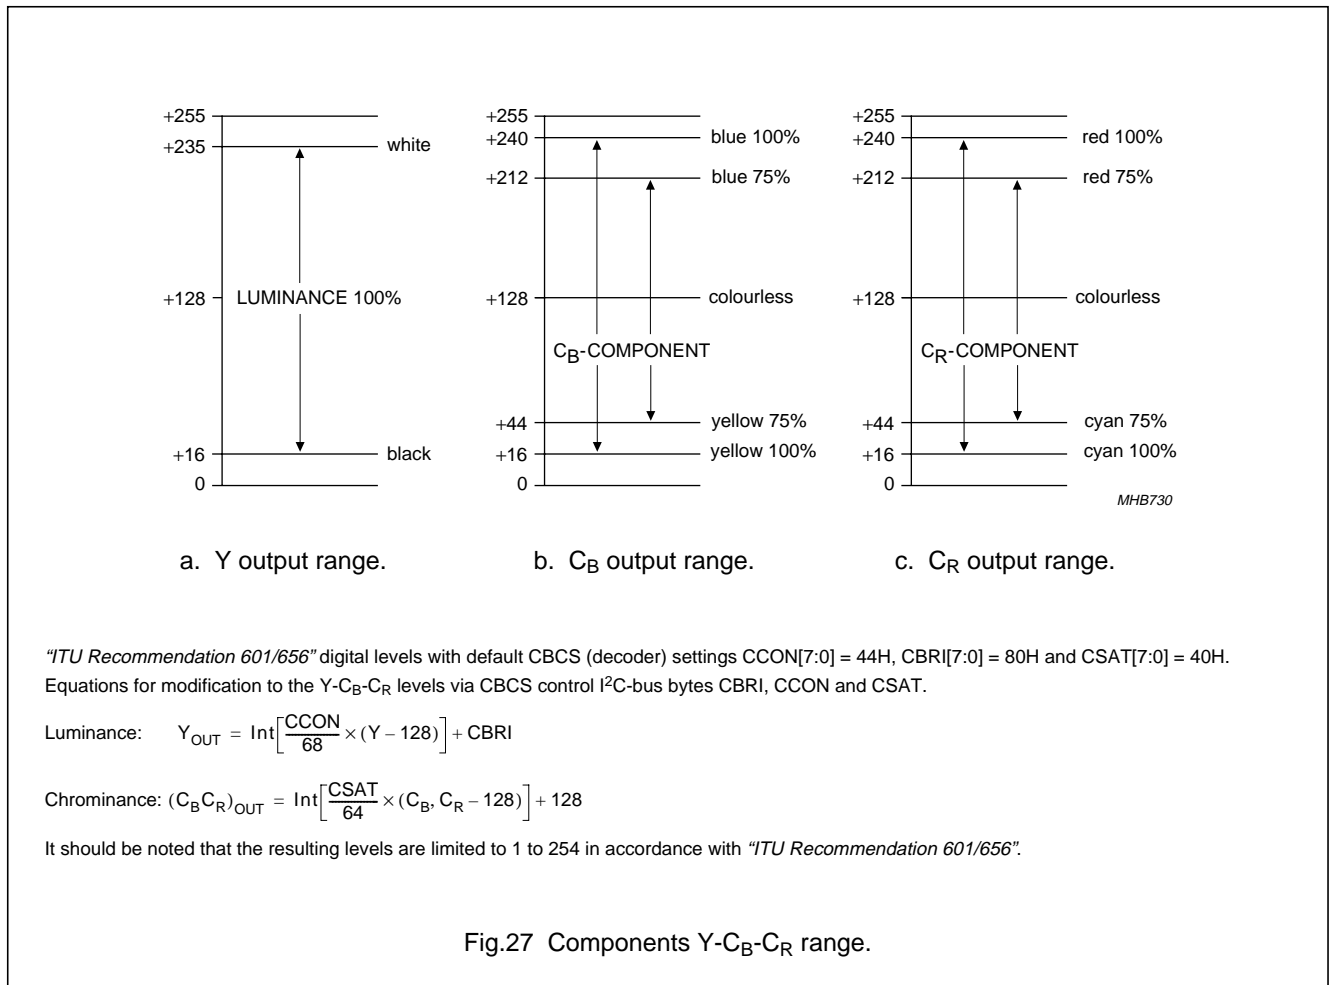 +255
+235
white
+128
LUMINANCE 100%
+16
black
0
+255
+240
blue 100%
+212
blue 75%
+128
colourless
CB-COMPONENT
+44
yellow 75%
+16
yellow 100%
0
+255
+240
red 100%
+212
red 75%
+128
colourless
CR-COMPONENT
+44
cyan 75%
+16
cyan 100%
0
MHB730
a. Y output range.
b. CB output range.
c. CR output range.
“ITU Recommendation 601/656” digital levels with default CBCS (decoder) settings CCON[7:0] = 44H, CBRI[7:0] = 80H and CSAT[7:0] = 40H.
Equations for modification to the Y-CB-CR levels via CBCS control I²C-bus bytes CBRI, CCON and CSAT.
Luminance: YOUT = Int[CCON/68 × (Y – 128)] + CBRI
Chrominance: (CBCR)OUT = Int[CSAT/64 × (CB, CR – 128)] + 128
It should be noted that the resulting levels are limited to 1 to 254 in accordance with “ITU Recommendation 601/656”.
Fig.27 Components Y-CB-CR range.